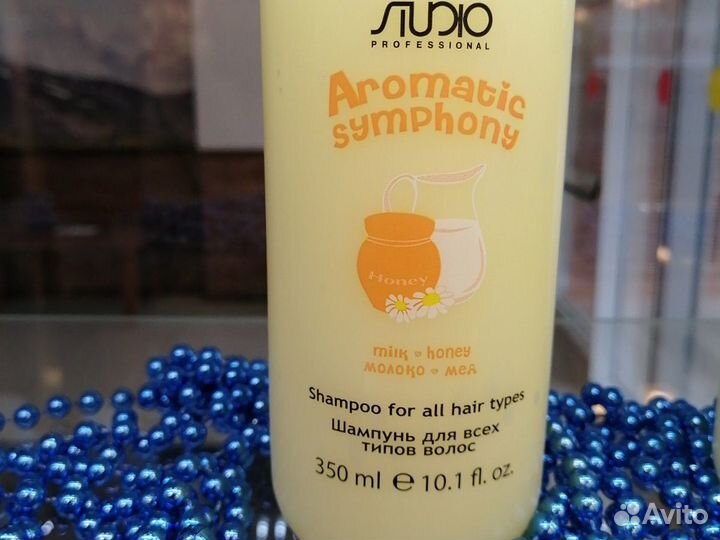 STUDIO
PROFESSIONAL
Aromatic
symphony
Honey
milk honey
молоко мед
Shampoo for all hair types
Шампунь для всех
типов волос
350 ml e 10.1 fl. oz.
Avito